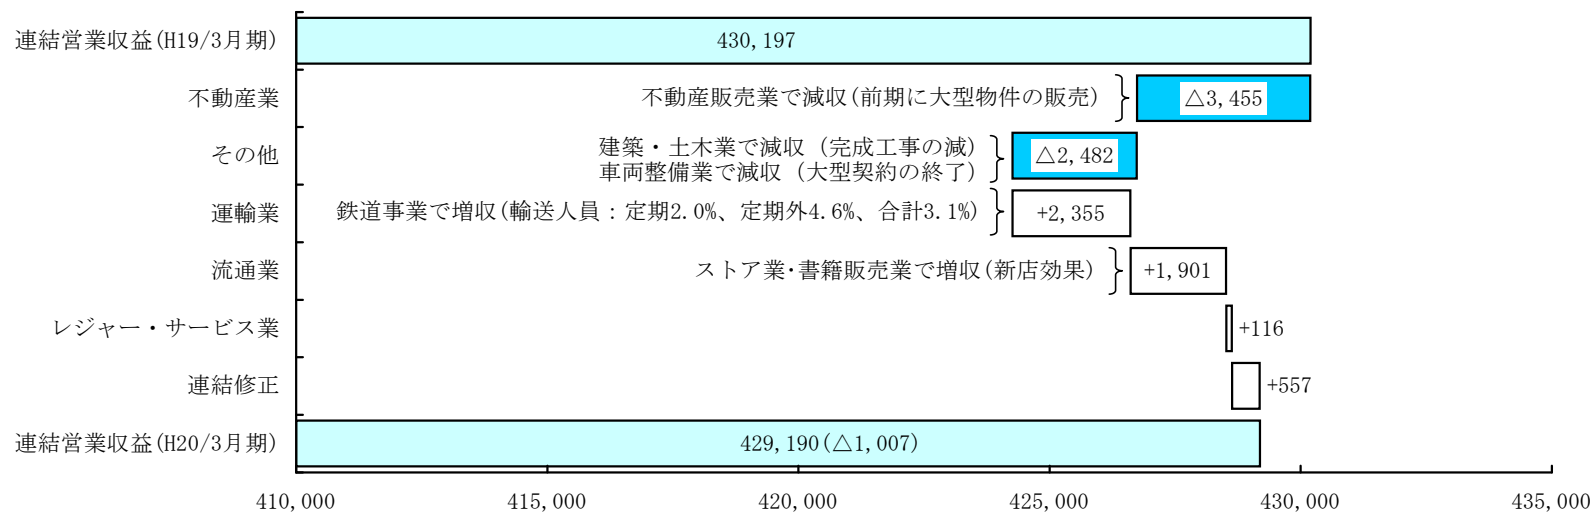 連結営業収益(H19/3月期) 430,197
不動産業 不動産販売業で減収(前期に大型物件の販売) △3,455
その他 建築・土木業で減収（完成工事の減） △2,482
車両整備業で減収（大型契約の終了）
運輸業 鉄道事業で増収(輸送人員：定期2.0%、定期外4.6%、合計3.1%) +2,355
流通業 ストア業･書籍販売業で増収(新店効果) +1,901
レジャー・サービス業 +116
連結修正 +557
連結営業収益(H20/3月期) 429,190(△1,007)
410,000 415,000 420,000 425,000 430,000 435,000